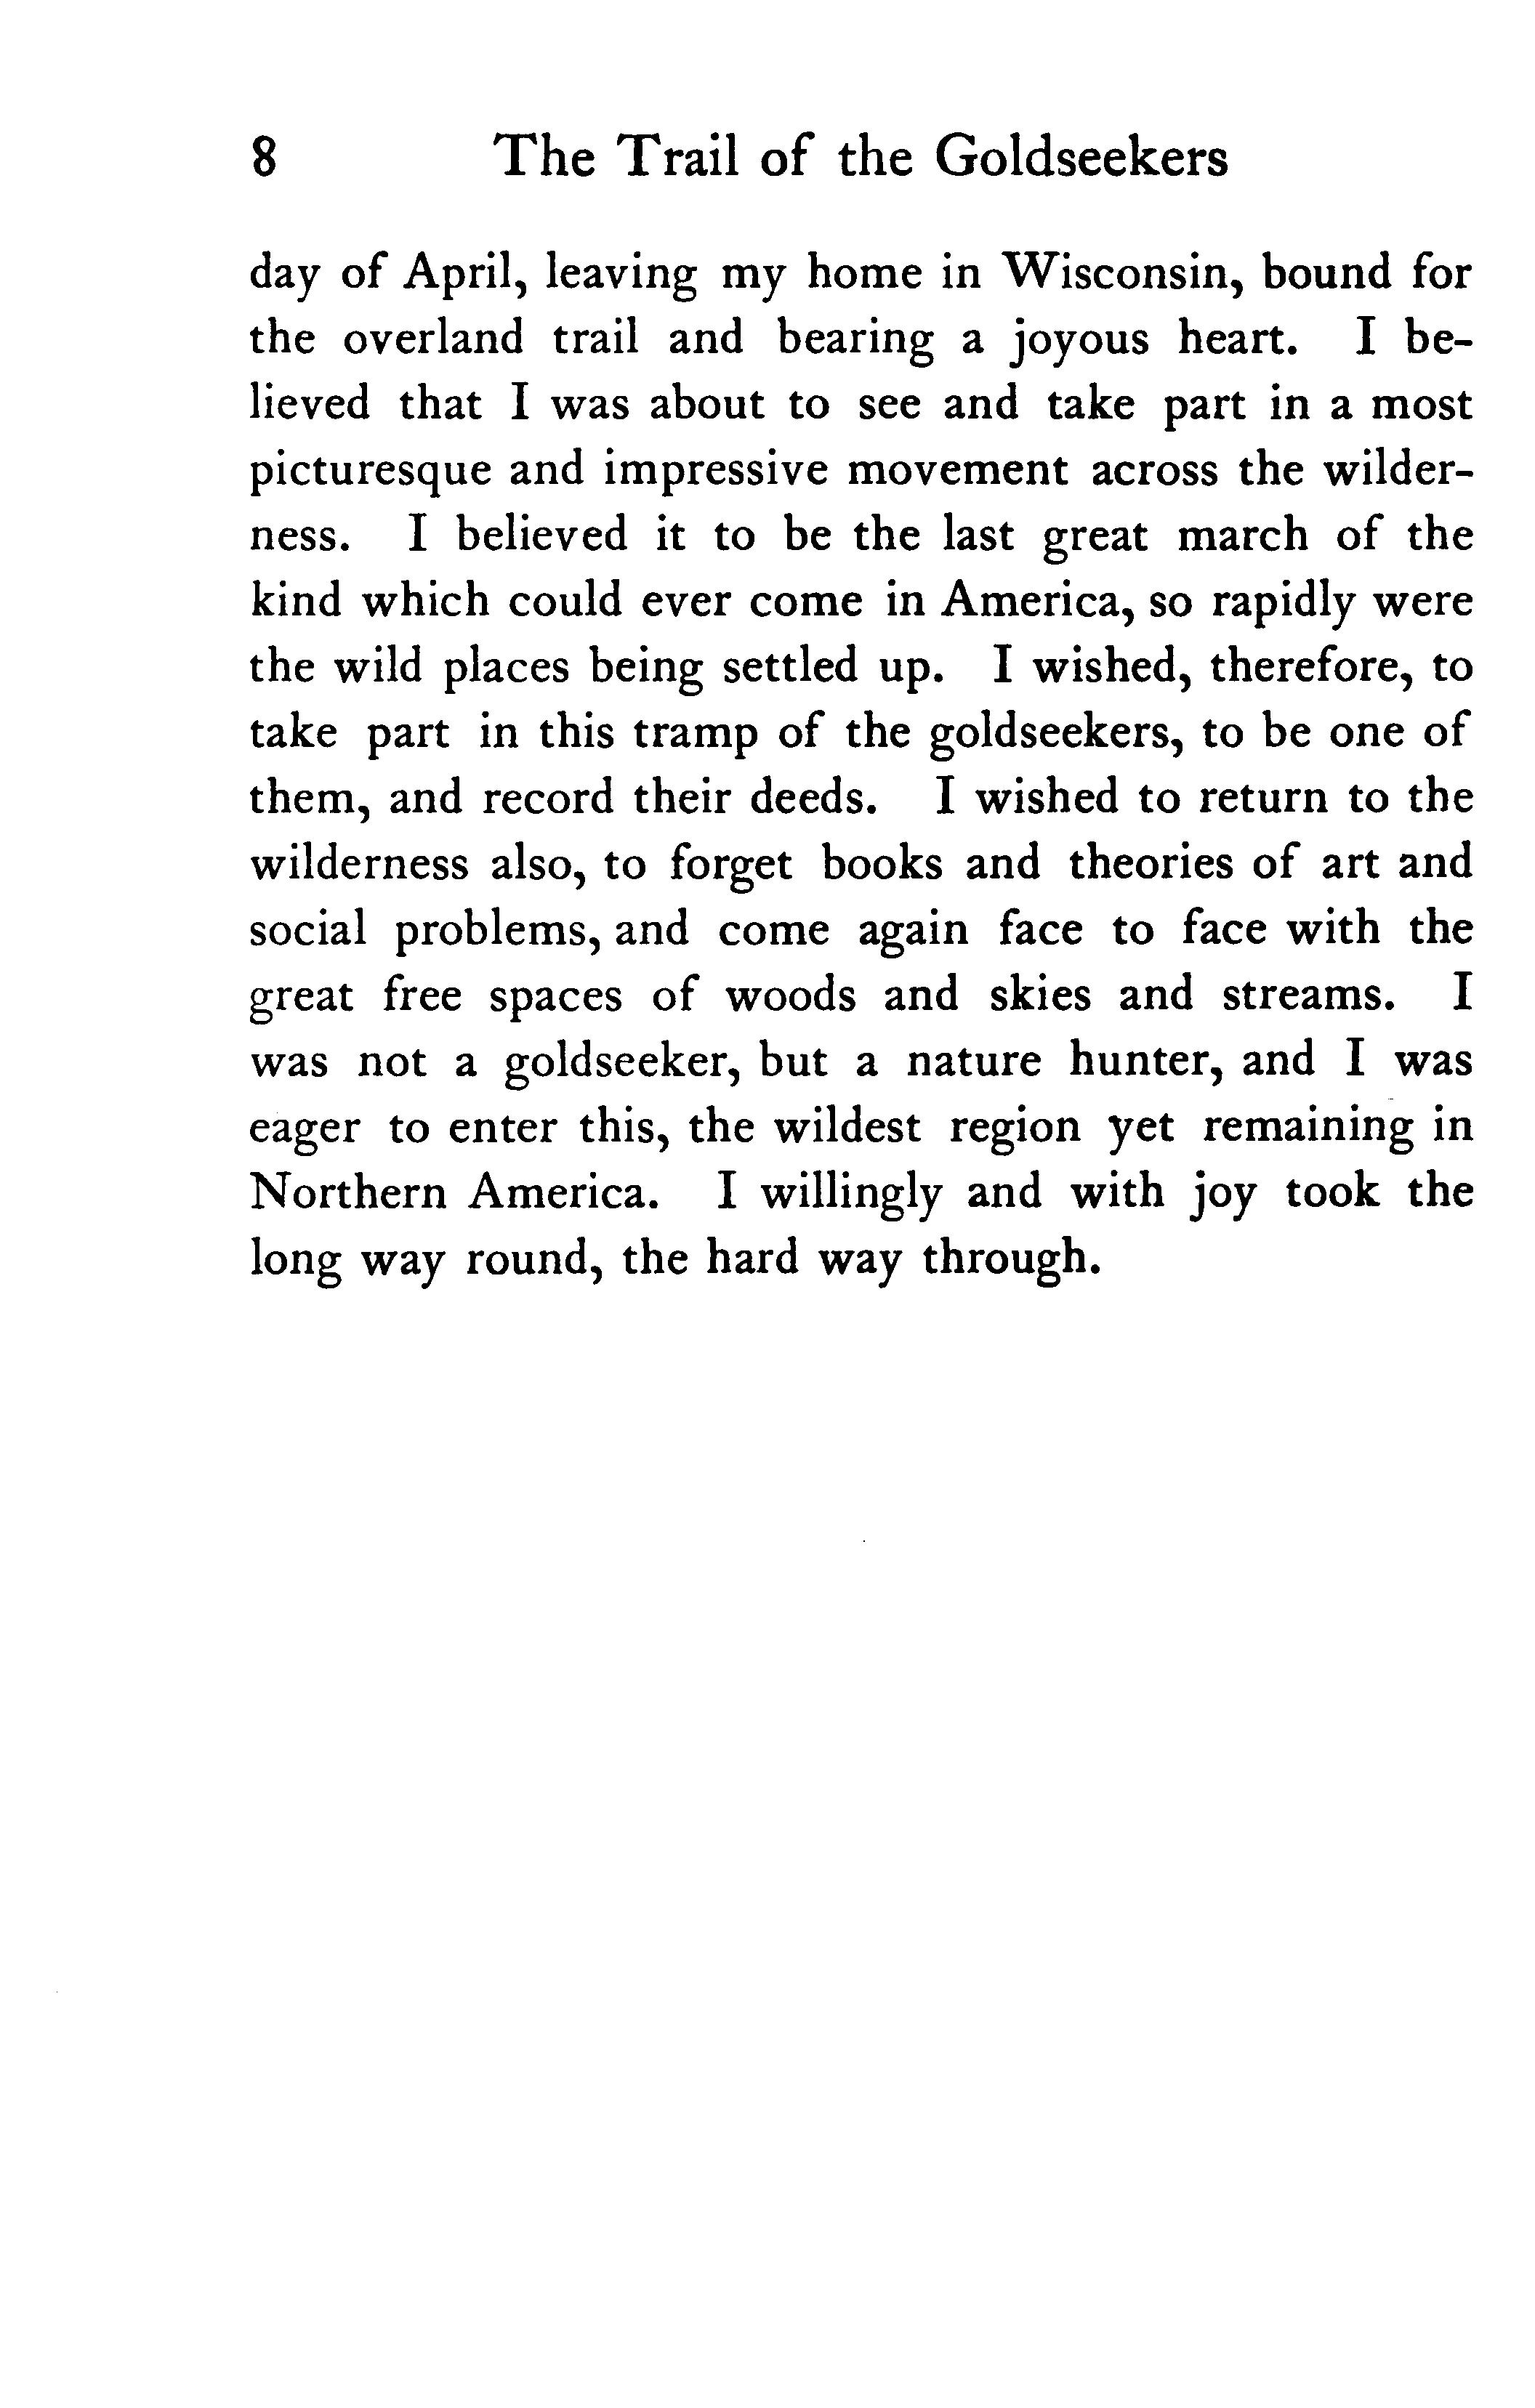 8 The Trail of the Goldseekers
day of April, leaving my home in Wisconsin, bound for
the overland trail and bearing a joyous heart. I be-
lieved that I was about to see and take part in a most
picturesque and impressive movement across the wilder-
ness. I believed it to be the last great march of the
kind which could ever come in America, so rapidly were
the wild places being settled up. I wished, therefore, to
take part in this tramp of the goldseekers, to be one of
them, and record their deeds. I wished to return to the
wilderness also, to forget books and theories of art and
social problems, and come again face to face with the
great free spaces of woods and skies and streams. I
was not a goldseeker, but a nature hunter, and I was
eager to enter this, the wildest region yet remaining in
Northern America. I willingly and with joy took the
long way round, the hard way through.